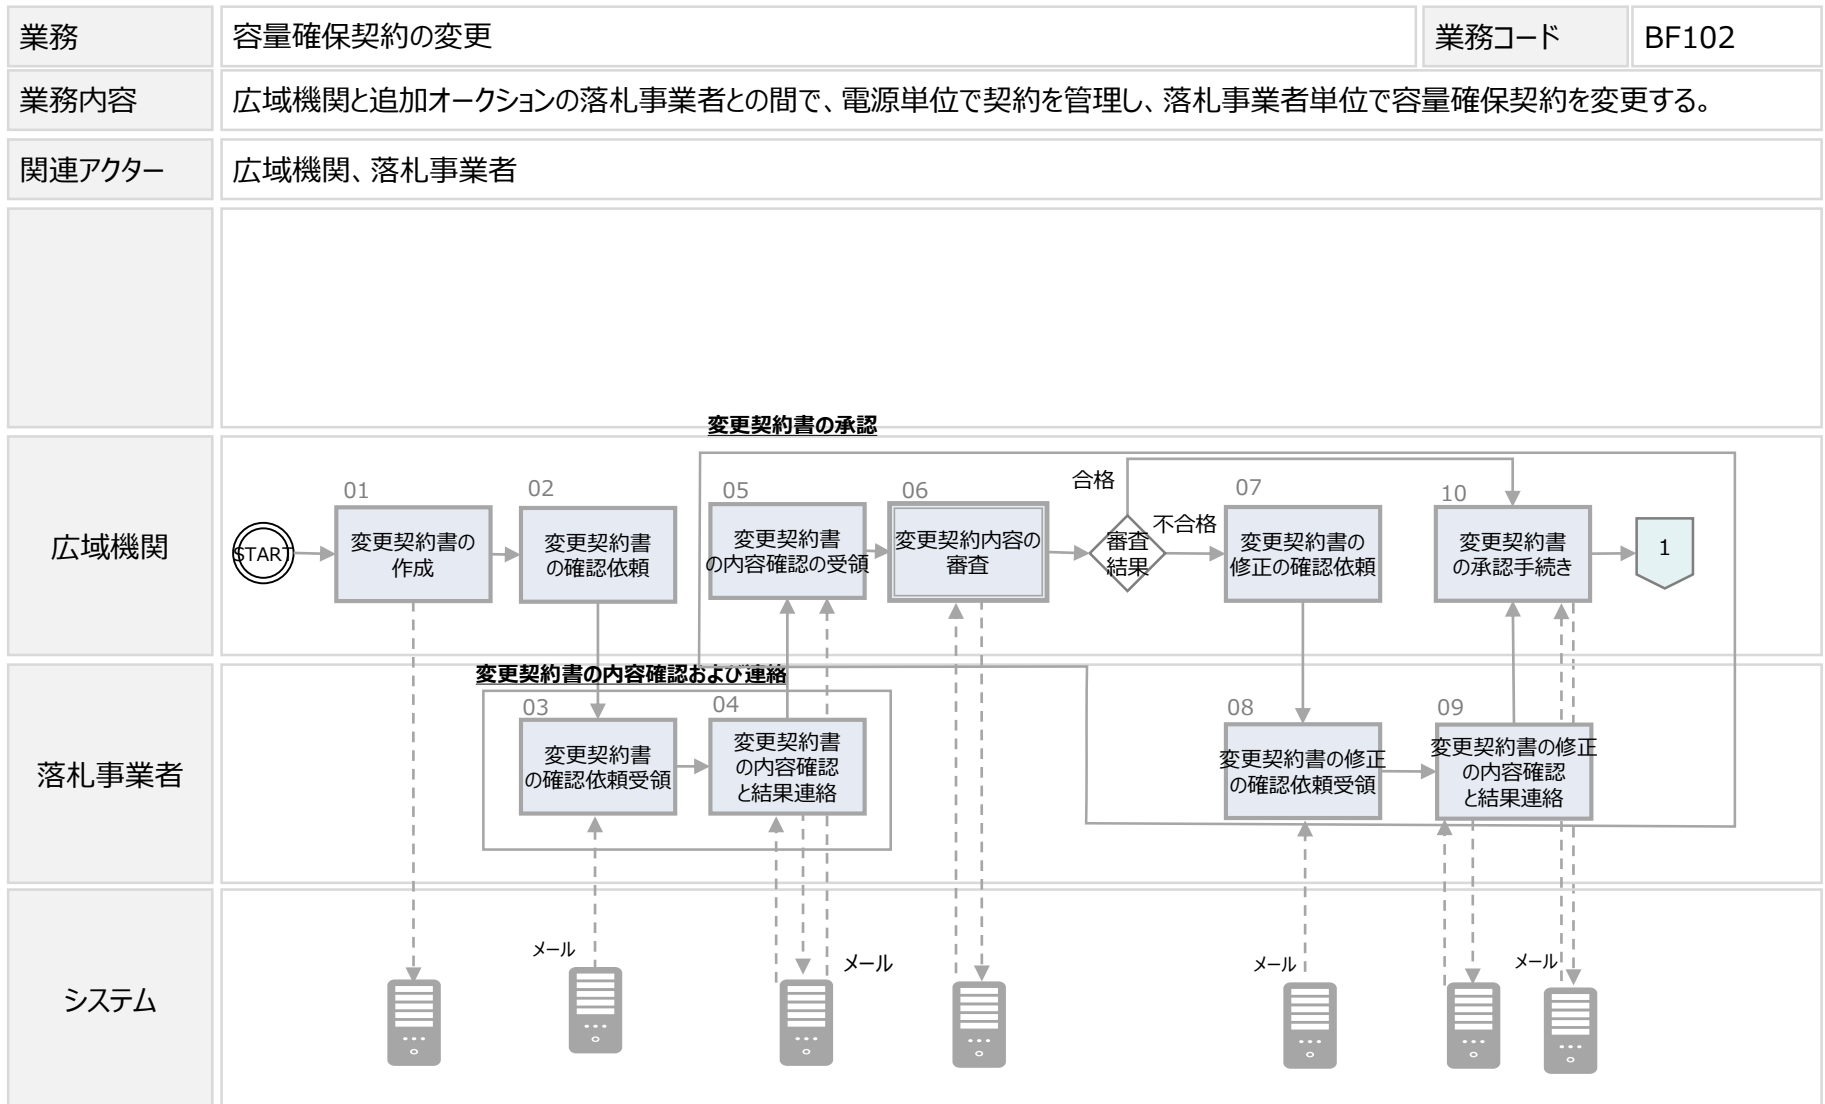 業務
容量確保契約の変更
業務コード
BF102
業務内容
広域機関と追加オークションの落札事業者との間で、電源単位で契約を管理し、落札事業者単位で容量確保契約を変更する。
関連アクター
広域機関、落札事業者
変更契約書の承認
広域機関
START
01
変更契約書の
作成
02
変更契約書
の確認依頼
05
変更契約書
の内容確認の受領
06
変更契約内容の
審査
合格
審査
結果
不合格
07
変更契約書の
修正の確認依頼
10
変更契約書
の承認手続き
1
変更契約書の内容確認および連絡
落札事業者
03
変更契約書
の確認依頼受領
04
変更契約書
の内容確認
と結果連絡
08
変更契約書の修正
の確認依頼受領
09
変更契約書の修正
の内容確認
と結果連絡
システム
メール
メール
メール
メール